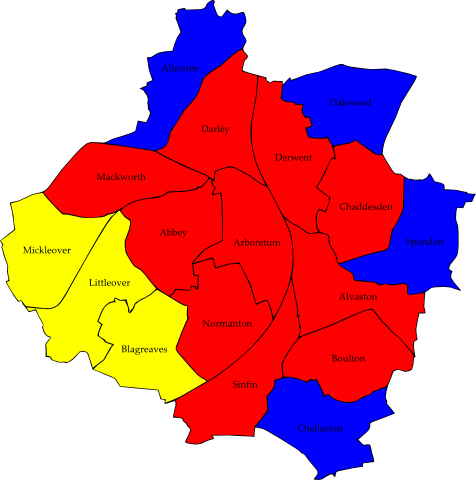 Allestree
Oakwood
Darley
Derwent
Mackworth
Chaddesden
Abbey
Arboretum
Spondon
Mickleover
Littleover
Alvaston
Normanton
Blagreaves
Boulton
Sinfin
Chellaston